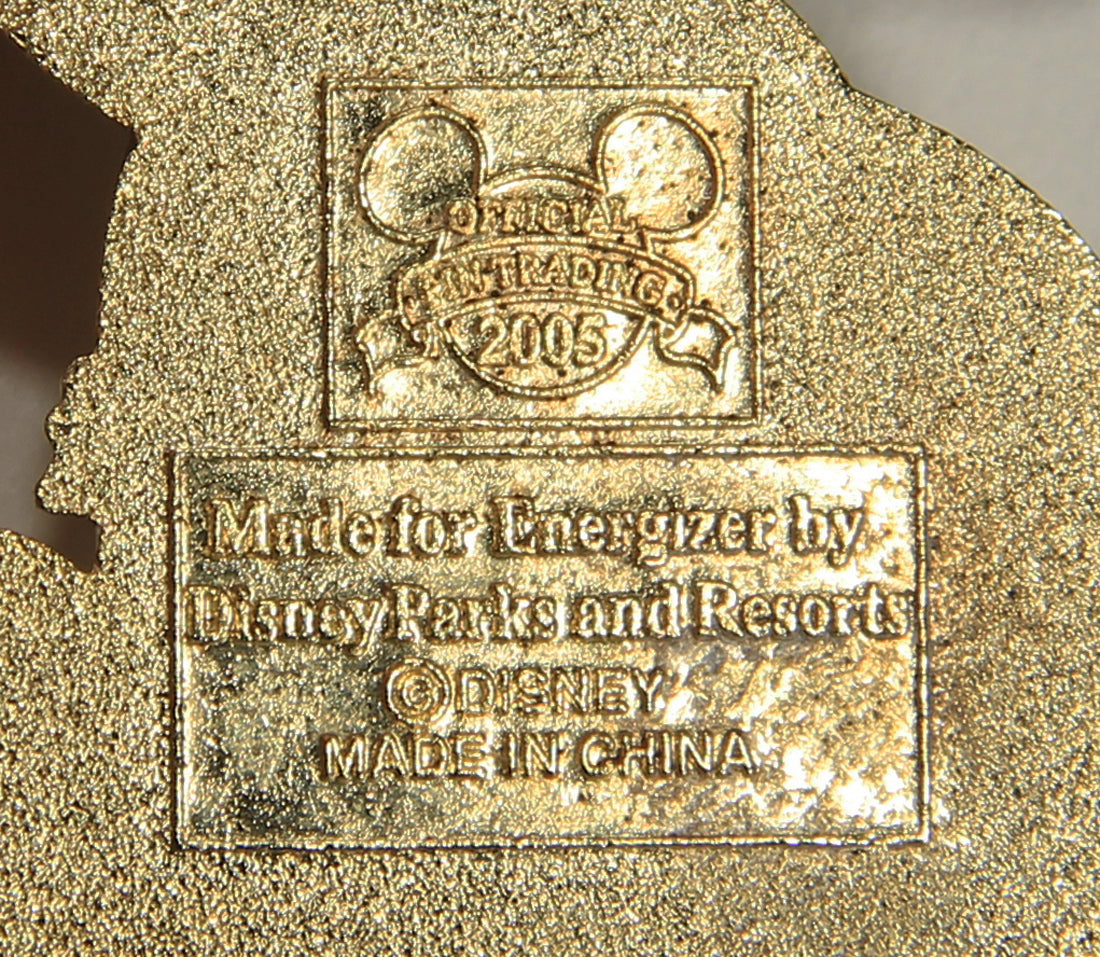 OFFICIAL
PIN TRADING
2005
Made for Energizer by
Disney Parks and Resorts
© DISNEY
MADE IN CHINA